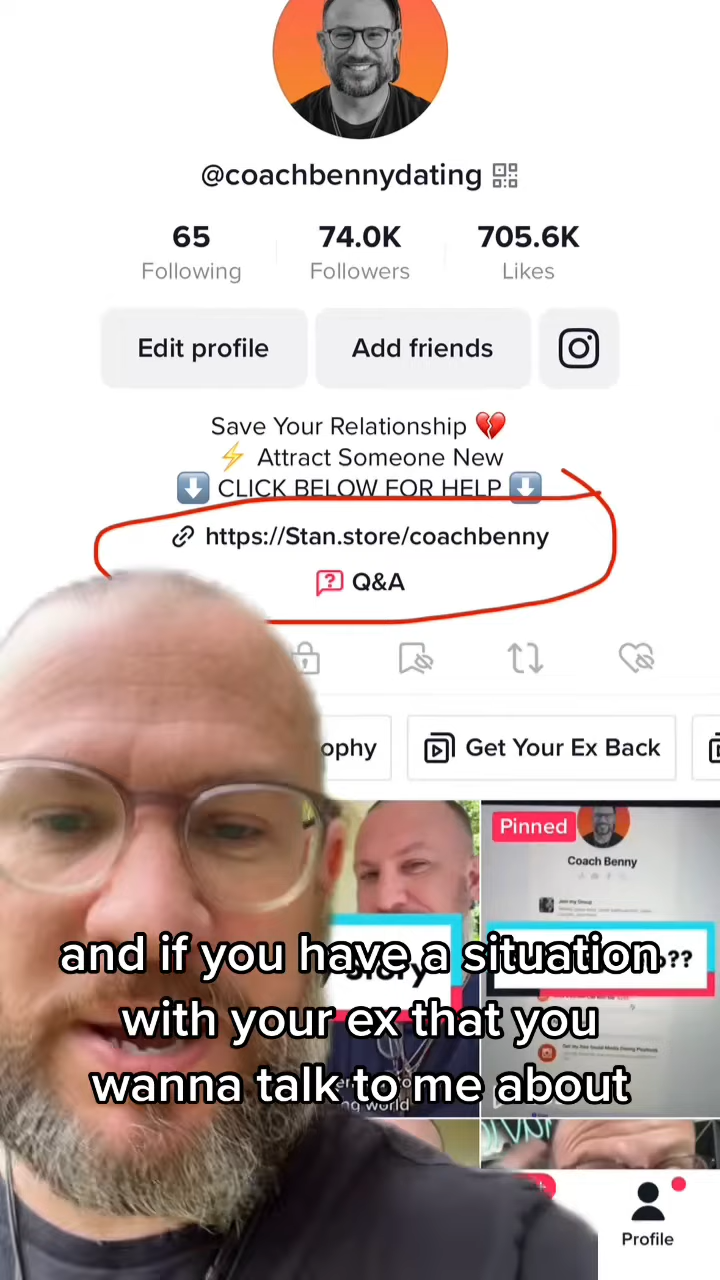 @coachbennydating
65 74.0K 705.6K
Following Followers Likes
Edit profile Add friends
Save Your Relationship 💔
⚡ Attract Someone New
⬇️ CLICK BELOW FOR HELP ⬇️
https://Stan.store/coachbenny
Q&A
ophy Get Your Ex Back
Pinned
Coach Benny
and if you have a situation
with your ex that you
wanna talk to me about
??
ng world
Profile